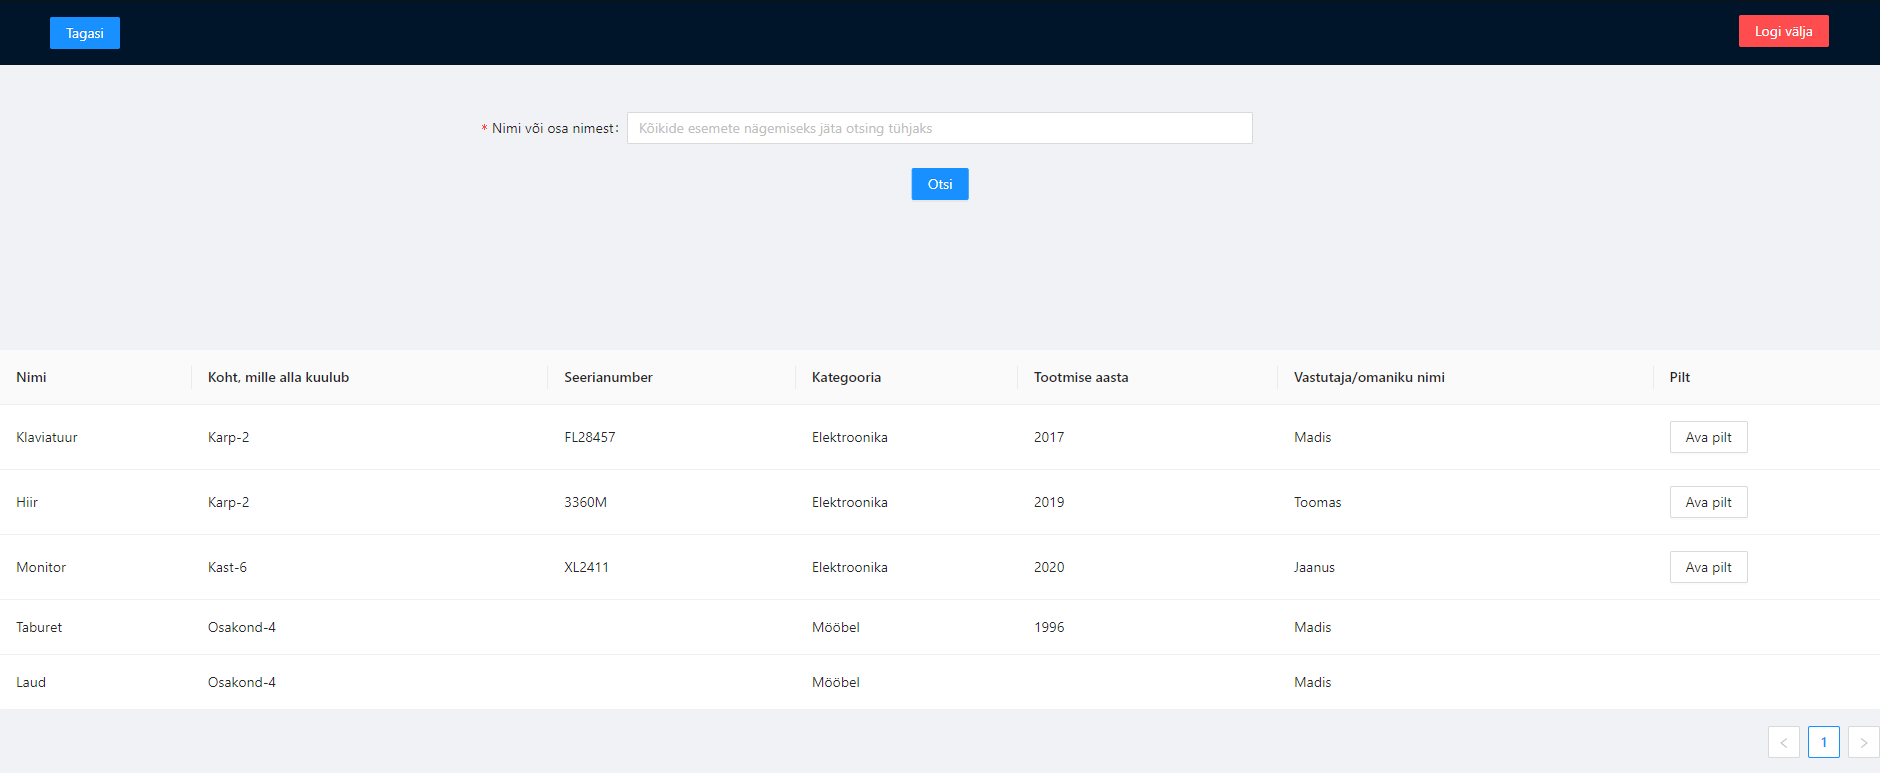 Tagasi
Logi välja
* Nimi või osa nimest:
Kõikide esemete nägemiseks jäta otsing tühjaks
Otsi
Nimi Koht, mille alla kuulub Seerianumber Kategooria Tootmise aasta Vastutaja/omaniku nimi Pilt
Klaviatuur Karp-2 FL28457 Elektroonika 2017 Madis Ava pilt
Hiir Karp-2 3360M Elektroonika 2019 Toomas Ava pilt
Monitor Kast-6 XL2411 Elektroonika 2020 Jaanus Ava pilt
Taburet Osakond-4 Mööbel 1996 Madis
Laud Osakond-4 Mööbel Madis
< 1 >